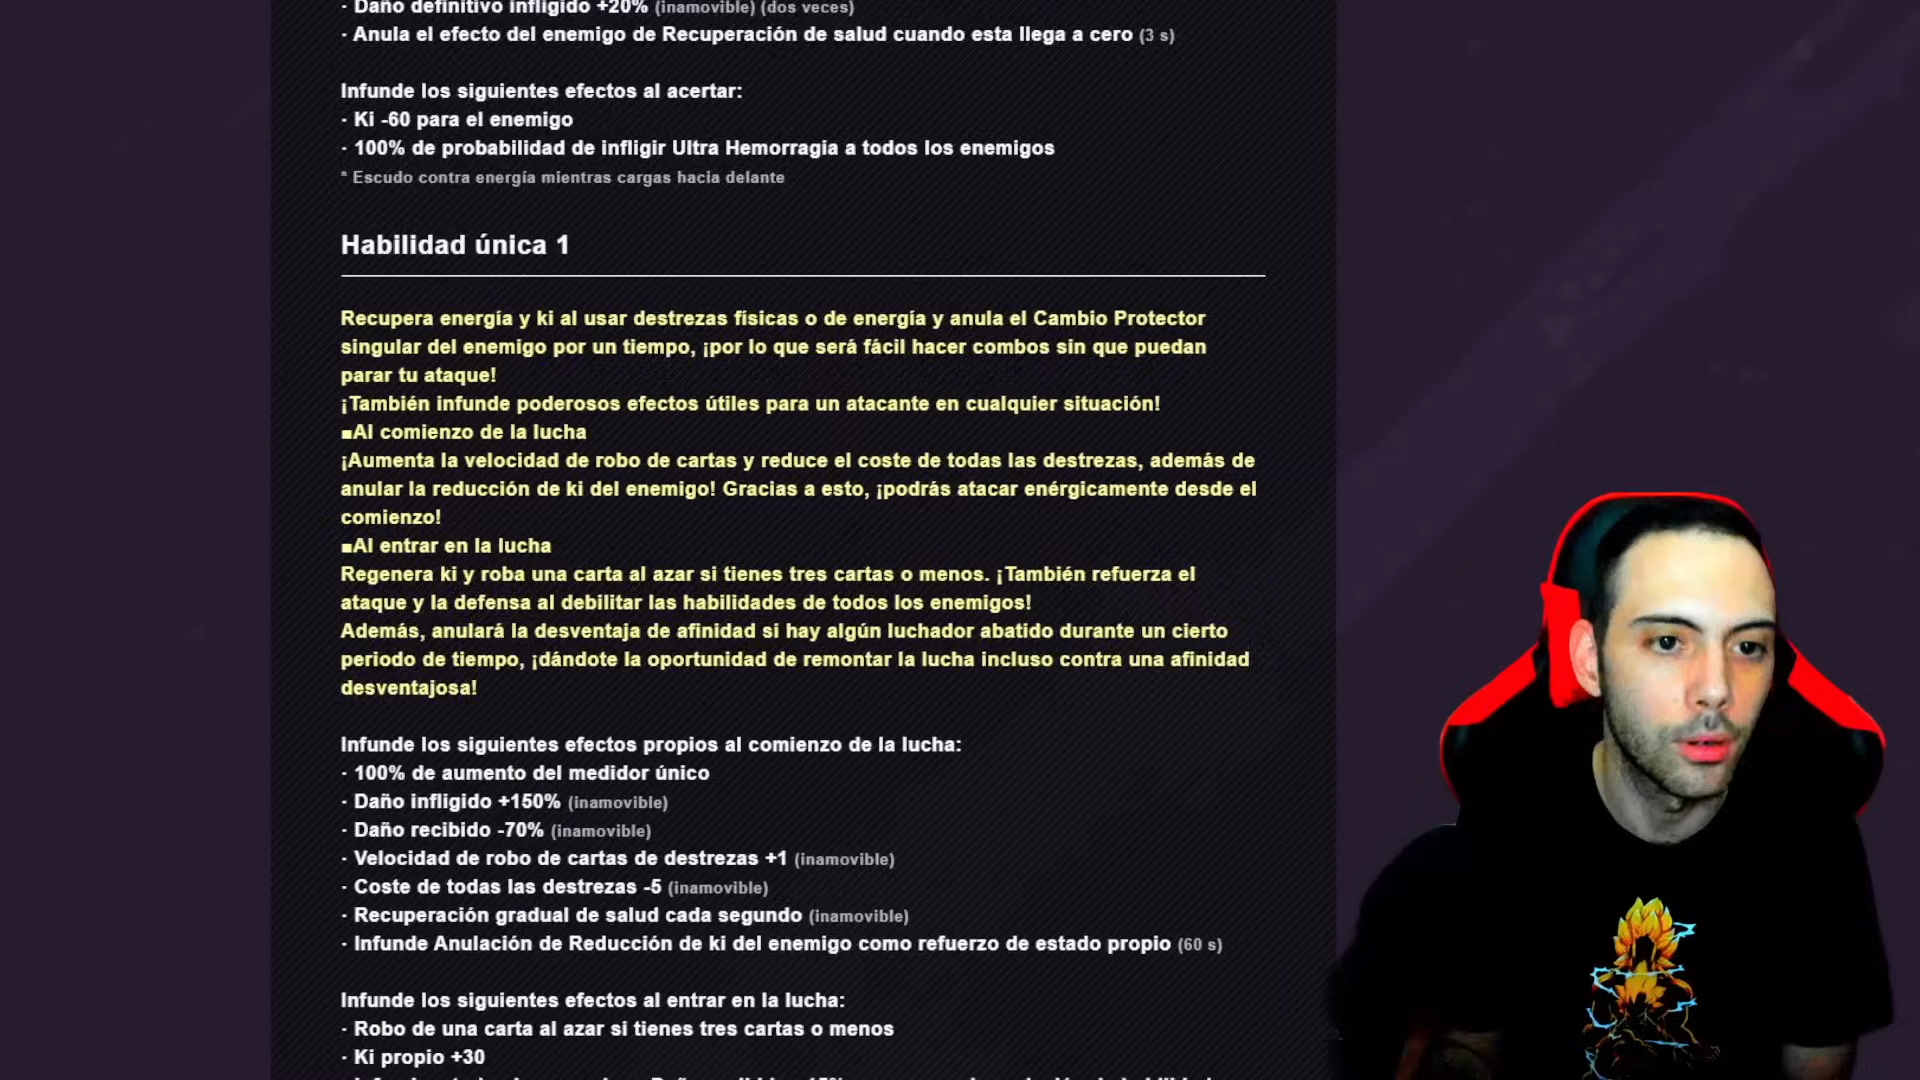 · Daño definitivo infligido +20% (inamovible) (dos veces)
· Anula el efecto del enemigo de Recuperación de salud cuando esta llega a cero (3 s)
Infunde los siguientes efectos al acertar:
· Ki -60 para el enemigo
· 100% de probabilidad de infligir Ultra Hemorragia a todos los enemigos
* Escudo contra energía mientras cargas hacia delante
Habilidad única 1
Recupera energía y ki al usar destrezas físicas o de energía y anula el Cambio Protector
singular del enemigo por un tiempo, ¡por lo que será fácil hacer combos sin que puedan
parar tu ataque!
¡También infunde poderosos efectos útiles para un atacante en cualquier situación!
■Al comienzo de la lucha
¡Aumenta la velocidad de robo de cartas y reduce el coste de todas las destrezas, además de
anular la reducción de ki del enemigo! Gracias a esto, ¡podrás atacar enérgicamente desde el
comienzo!
■Al entrar en la lucha
Regenera ki y roba una carta al azar si tienes tres cartas o menos. ¡También refuerza el
ataque y la defensa al debilitar las habilidades de todos los enemigos!
Además, anulará la desventaja de afinidad si hay algún luchador abatido durante un cierto
periodo de tiempo, ¡dándote la oportunidad de remontar la lucha incluso contra una afinidad
desventajosa!
Infunde los siguientes efectos propios al comienzo de la lucha:
· 100% de aumento del medidor único
· Daño infligido +150% (inamovible)
· Daño recibido -70% (inamovible)
· Velocidad de robo de cartas de destrezas +1 (inamovible)
· Coste de todas las destrezas -5 (inamovible)
· Recuperación gradual de salud cada segundo (inamovible)
· Infunde Anulación de Reducción de ki del enemigo como refuerzo de estado propio (60 s)
Infunde los siguientes efectos al entrar en la lucha:
· Robo de una carta al azar si tienes tres cartas o menos
· Ki propio +30